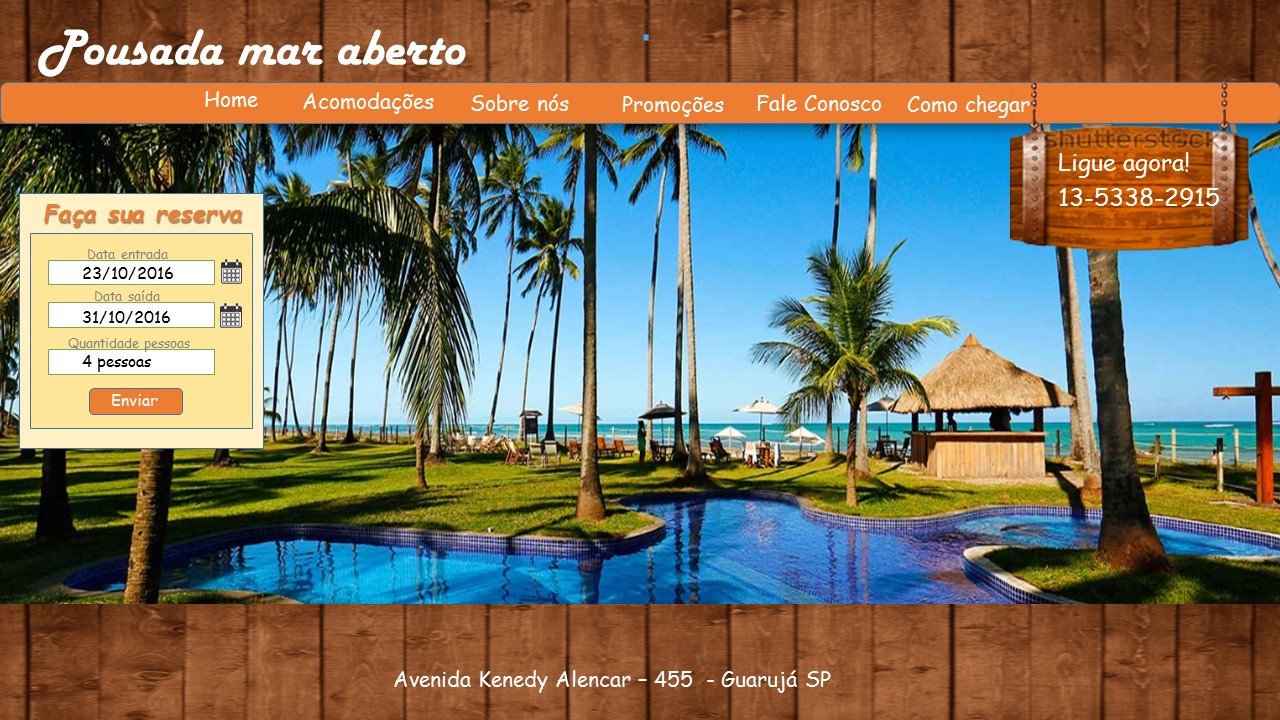 Pousada mar aberto
Home Acomodações Sobre nós Promoções Fale Conosco Como chegar
shutterstock
Ligue agora!
13-5338-2915
Faça sua reserva
Data entrada
23/10/2016
Data saída
31/10/2016
Quantidade pessoas
4 pessoas
Enviar
Avenida Kenedy Alencar – 455 - Guarujá SP